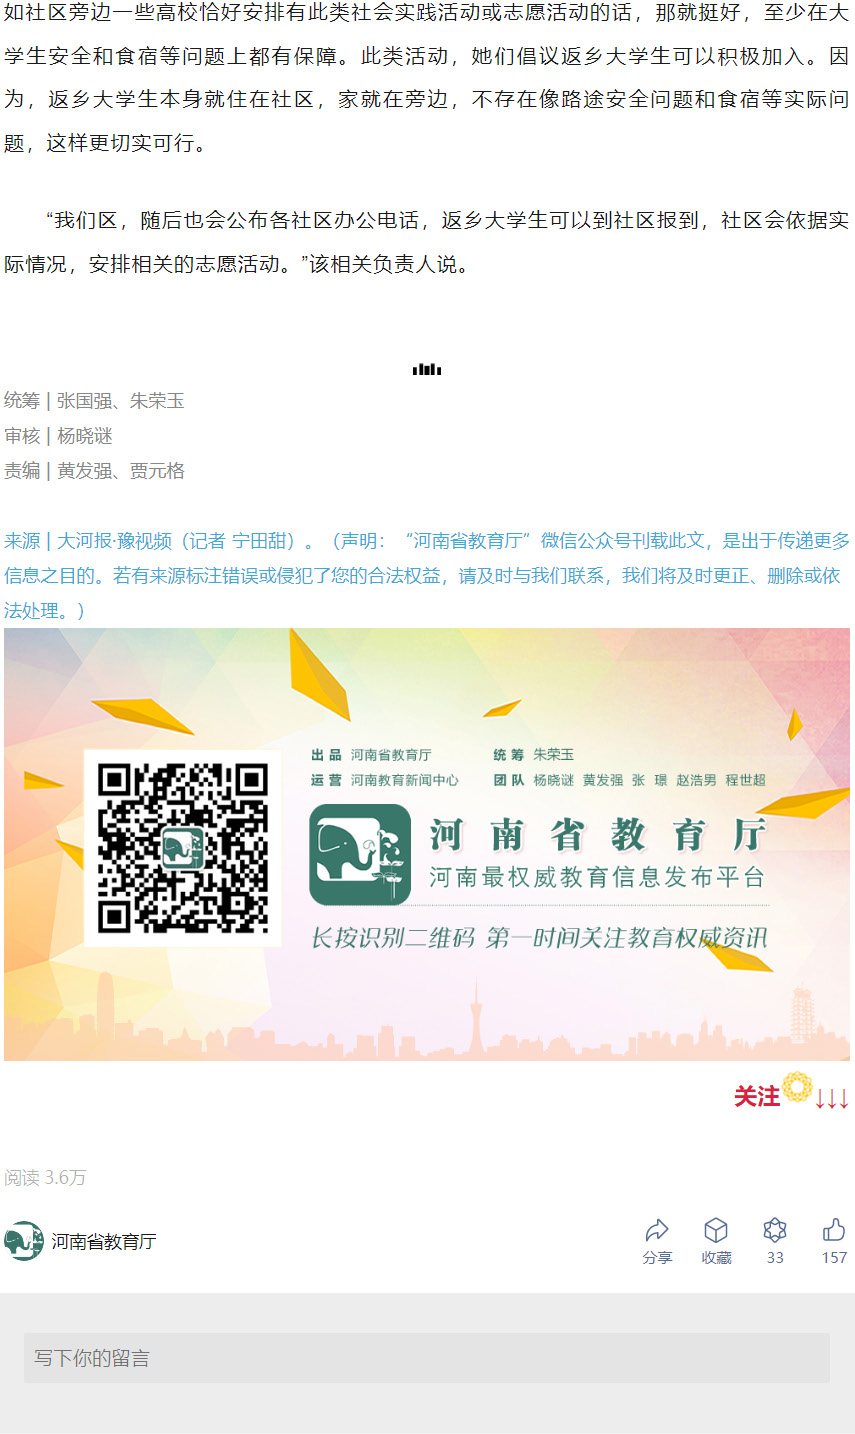 如社区旁边一些高校恰好安排有此类社会实践活动或志愿活动的话，那就挺好，至少在大
学生安全和食宿等问题上都有保障。此类活动，她们倡议返乡大学生可以积极加入。因
为，返乡大学生本身就住在社区，家就在旁边，不存在像路途安全问题和食宿等实际问
题，这样更切实可行。
“我们区，随后也会公布各社区办公电话，返乡大学生可以到社区报到，社区会依据实
际情况，安排相关的志愿活动。”该相关负责人说。
统筹 | 张国强、朱荣玉
审核 | 杨晓谜
责编 | 黄发强、贾元格
来源 | 大河报·豫视频（记者 宁田甜）。（声明：“河南省教育厅”微信公众号刊载此文，是出于传递更多
信息之目的。若有来源标注错误或侵犯了您的合法权益，请及时与我们联系，我们将及时更正、删除或依
法处理。）
出品 河南省教育厅 统筹 朱荣玉
运营 河南教育新闻中心 团队 杨晓谜 黄发强 张 璟 赵浩男 程世超
河南省教育厅
河南最权威教育信息发布平台
长按识别二维码 第一时间关注教育权威资讯
关注↓↓↓
阅读 3.6万
河南省教育厅
分享 收藏 33 157
写下你的留言